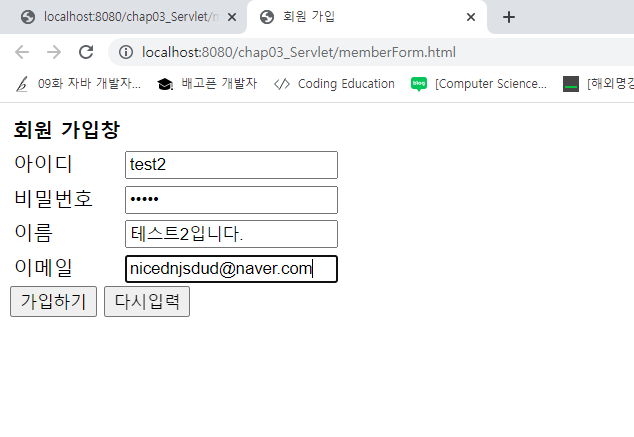 localhost:8080/chap03_Servlet/m
회원 가입
localhost:8080/chap03_Servlet/memberForm.html
09화 자바 개발자... 배고픈 개발자 Coding Education [Computer Science... [해외명강
회원 가입창
아이디 test2
비밀번호 •••••
이름 테스트2입니다.
이메일 nicednjsdud@naver.com
가입하기 다시입력